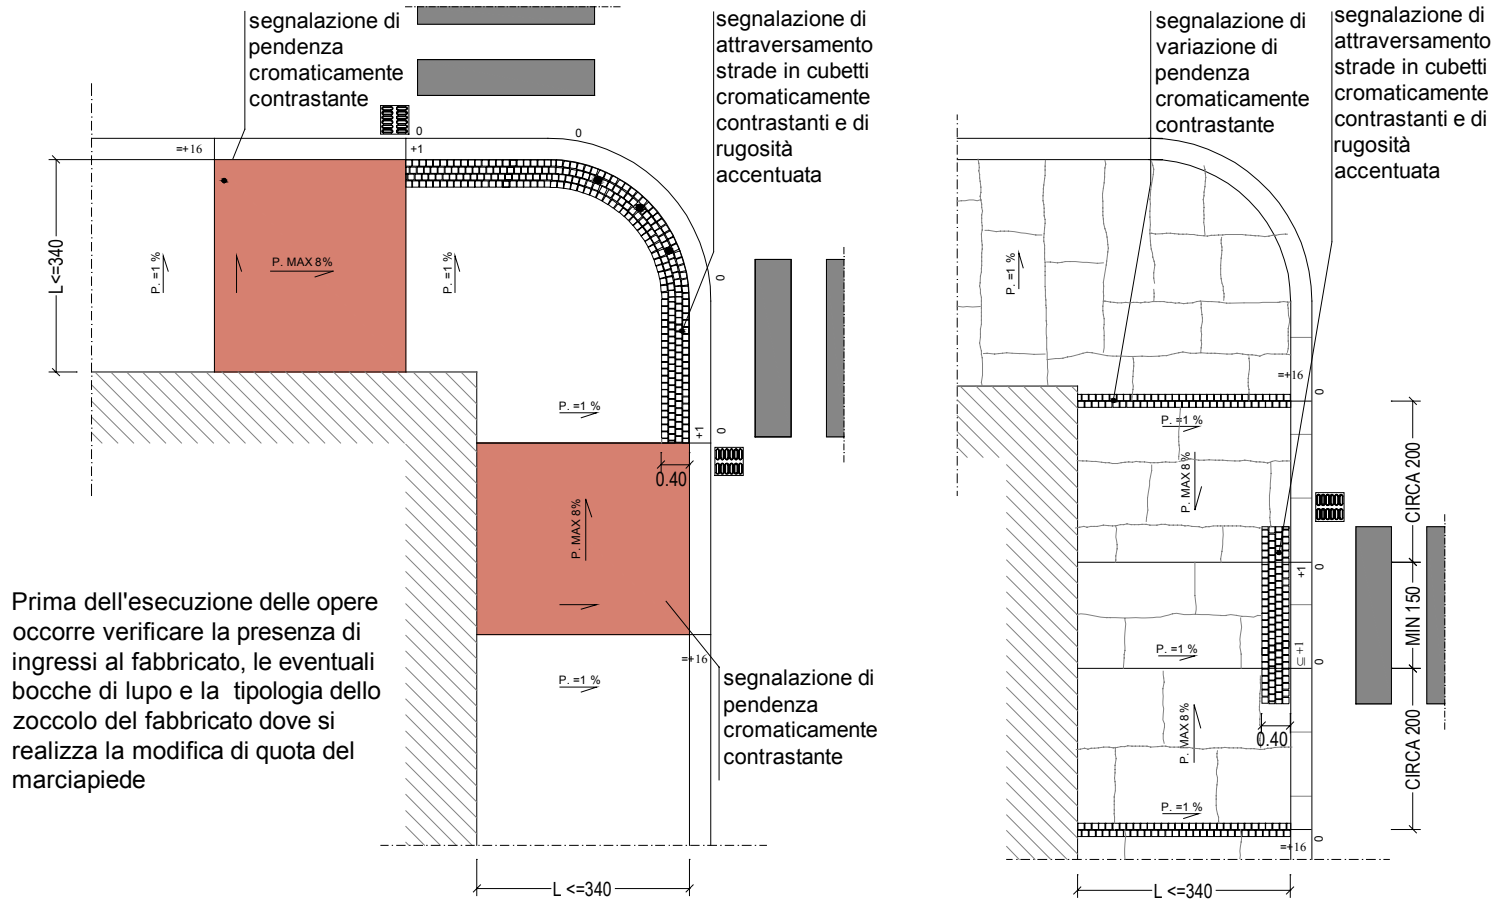 segnalazione di
pendenza
cromaticamente
contrastante
segnalazione di
attraversamento
strade in cubetti
cromaticamente
contrastanti e di
rugosità
accentuata
0
0
=+16
+1
L <=340
P. =1 %
P. MAX 8%
P. =1 %
0
P. =1 %
+1
0
0.40
P. MAX 8%
=+16
P. =1 %
segnalazione di
pendenza
cromaticamente
contrastante
L <=340
Prima dell'esecuzione delle opere
occorre verificare la presenza di
ingressi al fabbricato, le eventuali
bocche di lupo e la tipologia dello
zoccolo del fabbricato dove si
realizza la modifica di quota del
marciapiede
segnalazione di
variazione di
pendenza
cromaticamente
contrastante
segnalazione di
attraversamento
strade in cubetti
cromaticamente
contrastanti e di
rugosità
accentuata
P. =1 %
=+16
0
P. =1 %
P. MAX 8%
CIRCA 200
+1
0
MIN 150
P. =1 %
+1
0
P. MAX 8%
0.40
CIRCA 200
P. =1 %
=+16
0
L <=340